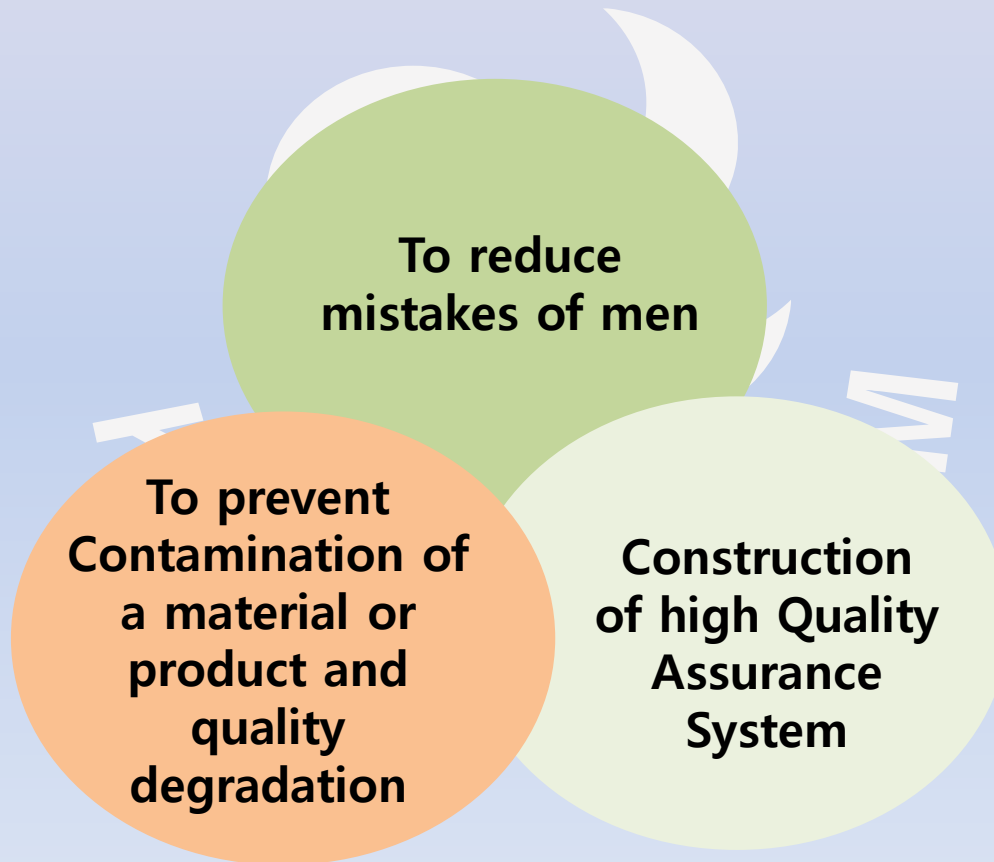 To reduce
mistakes of men
To prevent
Contamination of
a material or
product and
quality
degradation
Construction
of high Quality
Assurance
System